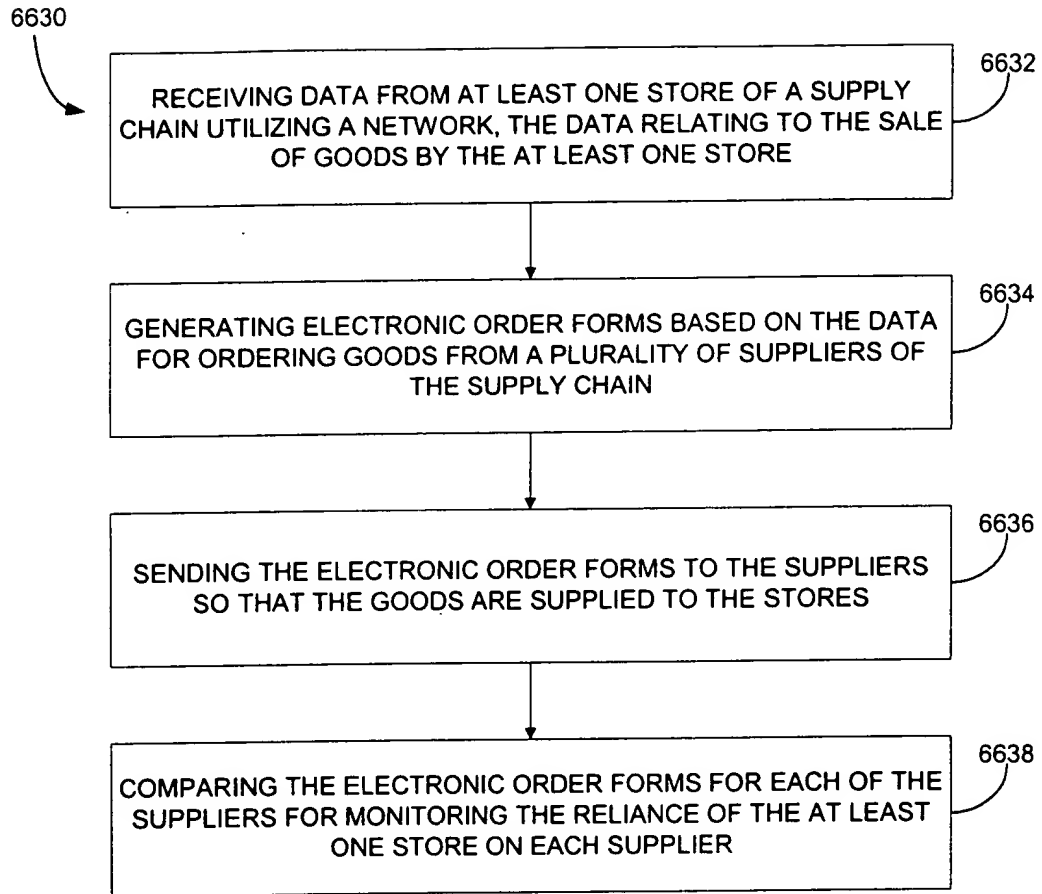 6630
6632
RECEIVING DATA FROM AT LEAST ONE STORE OF A SUPPLY
CHAIN UTILIZING A NETWORK, THE DATA RELATING TO THE SALE
OF GOODS BY THE AT LEAST ONE STORE
6634
GENERATING ELECTRONIC ORDER FORMS BASED ON THE DATA
FOR ORDERING GOODS FROM A PLURALITY OF SUPPLIERS OF
THE SUPPLY CHAIN
6636
SENDING THE ELECTRONIC ORDER FORMS TO THE SUPPLIERS
SO THAT THE GOODS ARE SUPPLIED TO THE STORES
6638
COMPARING THE ELECTRONIC ORDER FORMS FOR EACH OF THE
SUPPLIERS FOR MONITORING THE RELIANCE OF THE AT LEAST
ONE STORE ON EACH SUPPLIER